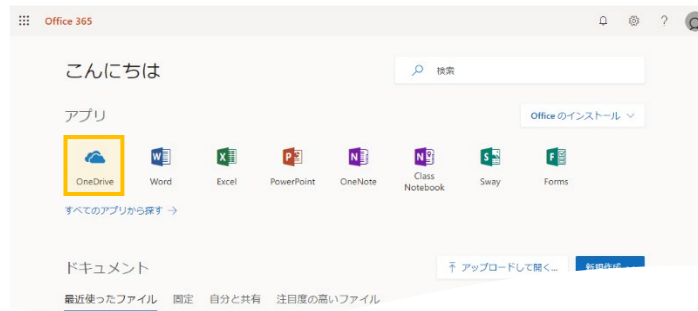 Office 365
?
こんにちは
検索
アプリ
Office のインストール
OneDrive Word Excel PowerPoint OneNote Class Notebook Sway Forms
すべてのアプリから探す →
ドキュメント
アップロードして開く...
最近使ったファイル 固定 自分と共有 注目度の高いファイル